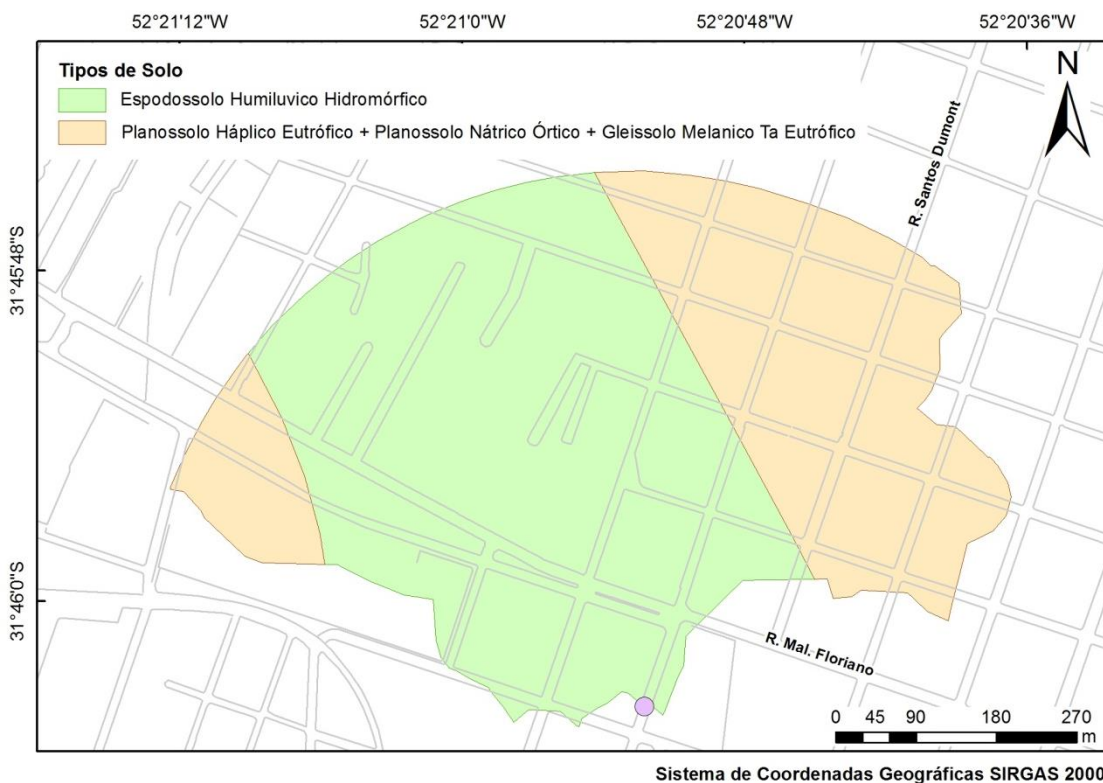 52°21'12"W 52°21'0"W 52°20'48"W 52°20'36"W
Tipos de Solo
Espodossolo Humiluvico Hidromórfico
Planossolo Háplico Eutrófico + Planossolo Nátrico Órtico + Gleissolo Melanico Ta Eutrófico
N
R. Santos Dumont
31°45'48"S
31°46'0"S
R. Mal. Floriano
0 45 90 180 270
m
Sistema de Coordenadas Geográficas SIRGAS 2000